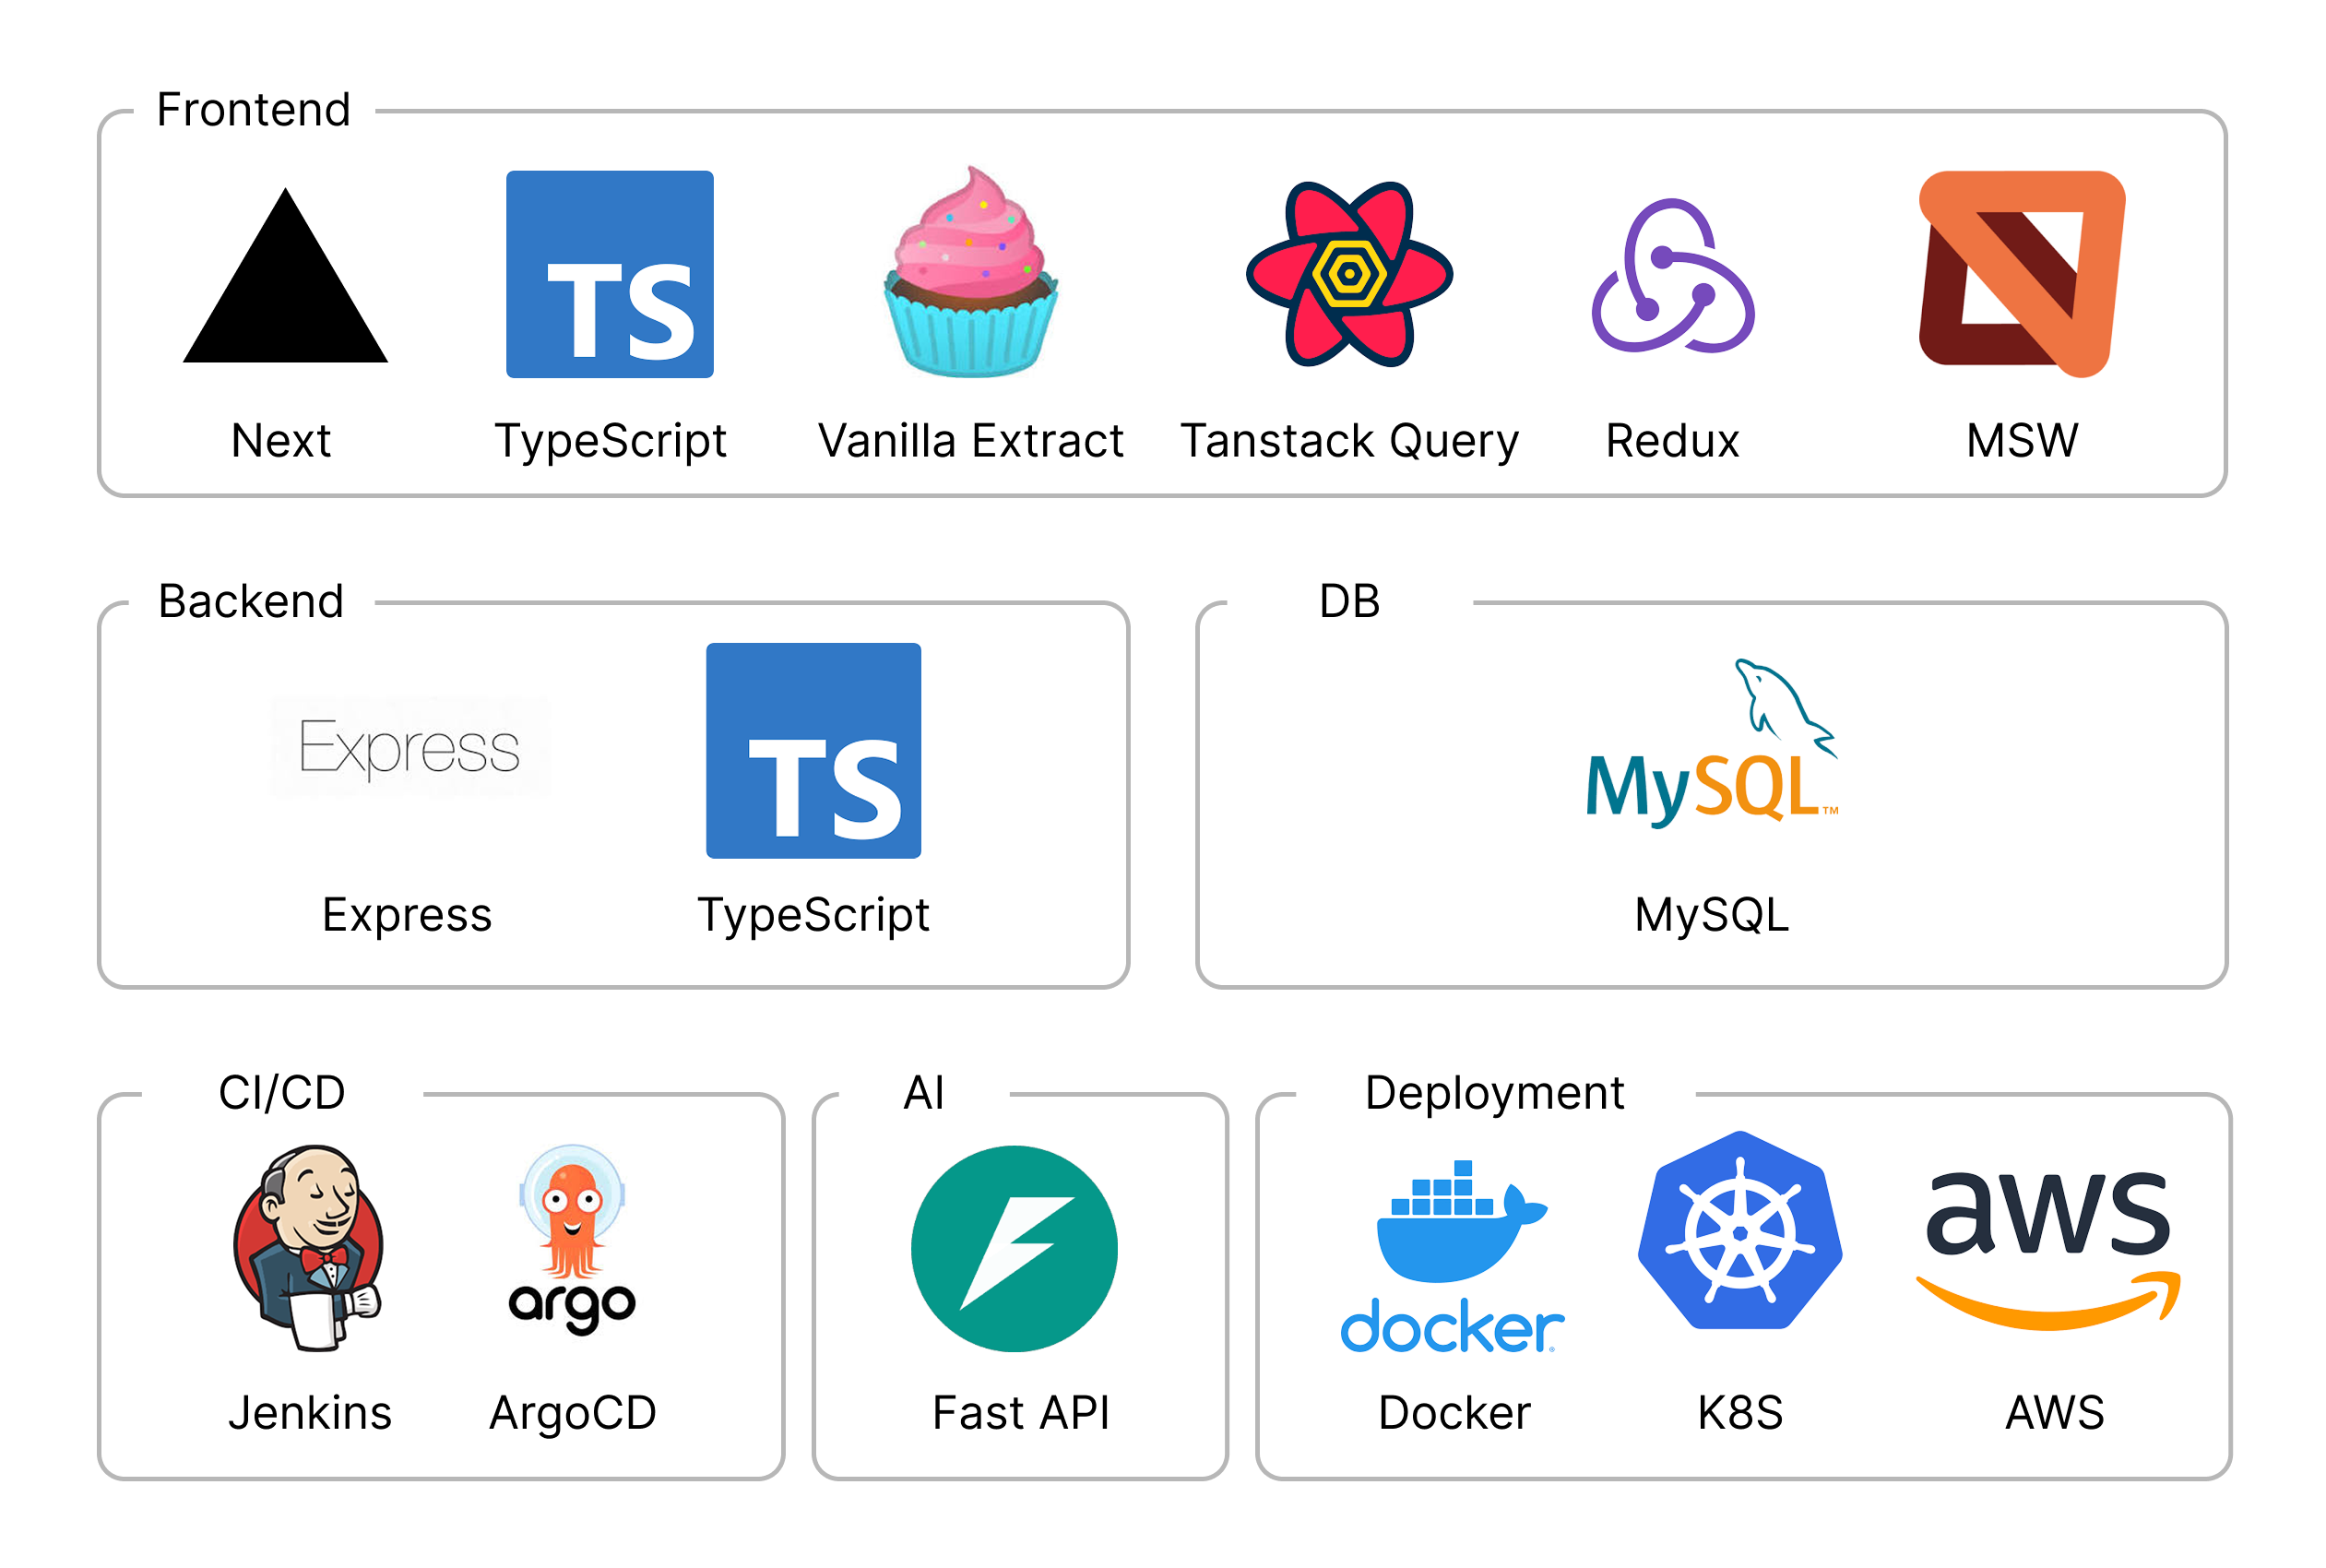 Frontend
TS
Next
TypeScript
Vanilla Extract
Tanstack Query
Redux
MSW
Backend
DB
Express
TS
MySQL™
Express
TypeScript
MySQL
CI/CD
AI
Deployment
argo
docker
aws
Jenkins
ArgoCD
Fast API
Docker
K8S
AWS